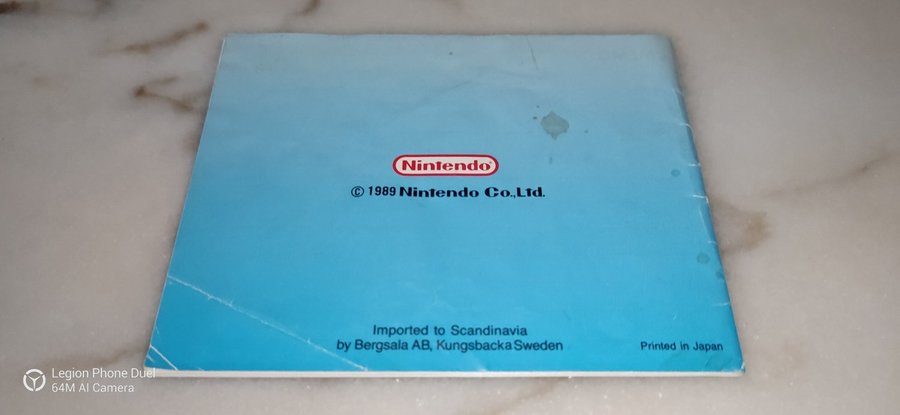 Nintendo
© 1989 Nintendo Co.,Ltd.
Imported to Scandinavia
by Bergsala AB, Kungsbacka Sweden
Printed in Japan
Legion Phone Duel
64M AI Camera